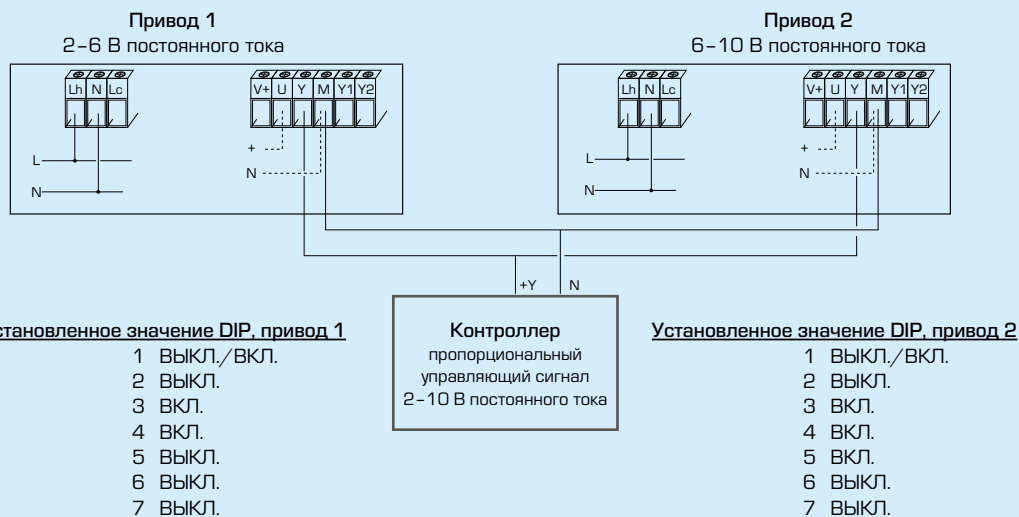 Привод 1
2–6 В постоянного тока
Lh N Lc
V+ U Y M Y1 Y2
+
N
L
N
Привод 2
6–10 В постоянного тока
Lh N Lc
V+ U Y M Y1 Y2
+
N
L
N
+Y N
Контроллер
пропорциональный
управляющий сигнал
2–10 В постоянного тока
становленное значение DIP, привод 1
1 ВЫКЛ./ВКЛ.
2 ВЫКЛ.
3 ВКЛ.
4 ВКЛ.
5 ВЫКЛ.
6 ВЫКЛ.
7 ВЫКЛ.
Установленное значение DIP, привод 2
1 ВЫКЛ./ВКЛ.
2 ВЫКЛ.
3 ВКЛ.
4 ВКЛ.
5 ВКЛ.
6 ВЫКЛ.
7 ВЫКЛ.